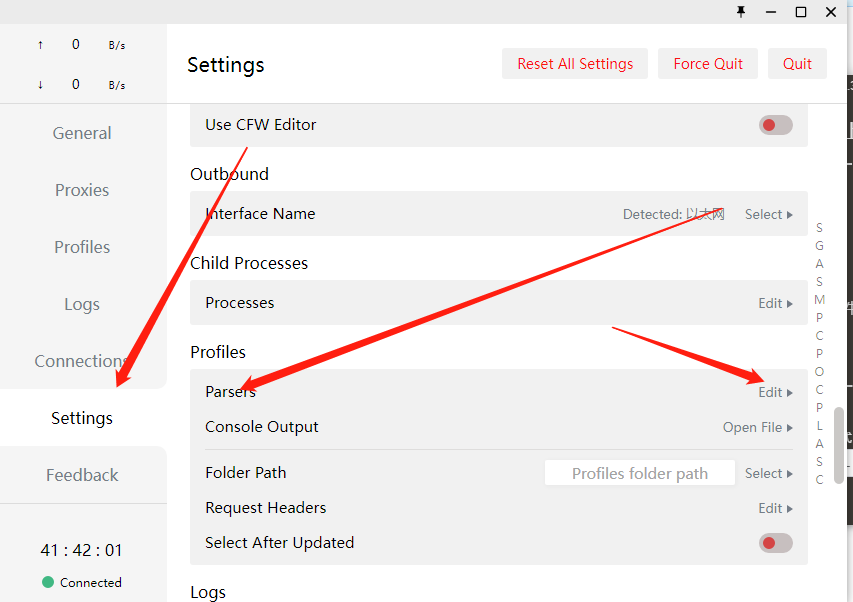 ↑ 0 B/s
↓ 0 B/s
Settings
Reset All Settings
Force Quit
Quit
General
Proxies
Profiles
Logs
Connections
Settings
Feedback
41 : 42 : 01
Connected
Use CFW Editor
Outbound
Interface Name
Detected: 以太网
Select
Child Processes
Processes
Edit
Profiles
Parsers
Edit
Console Output
Open File
Folder Path
Profiles folder path
Select
Request Headers
Edit
Select After Updated
Logs
S
G
A
S
M
P
C
P
O
C
P
L
A
S
C